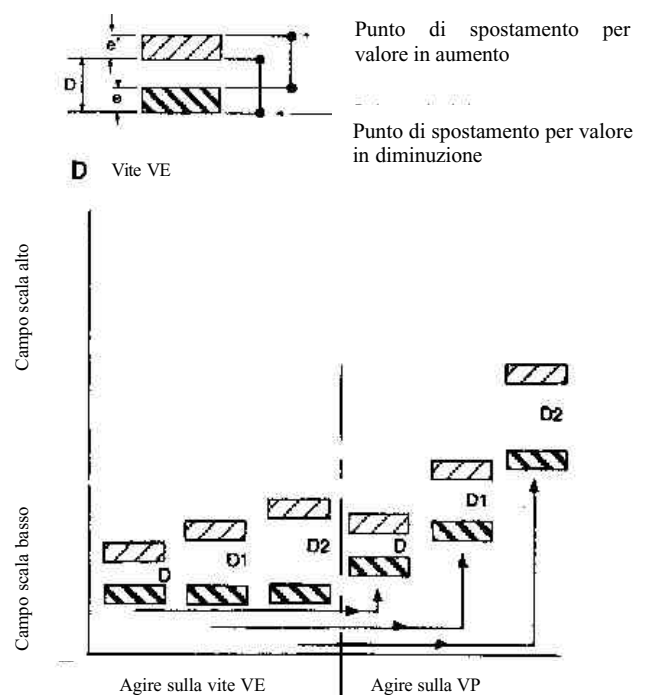 Punto di spostamento per
valore in aumento
e'
D
e
Punto di spostamento per valore
in diminuzione
D Vite VE
Campo scala alto
Campo scala basso
D
D1
D2
D
D1
D2
Agire sulla vite VE
Agire sulla VP